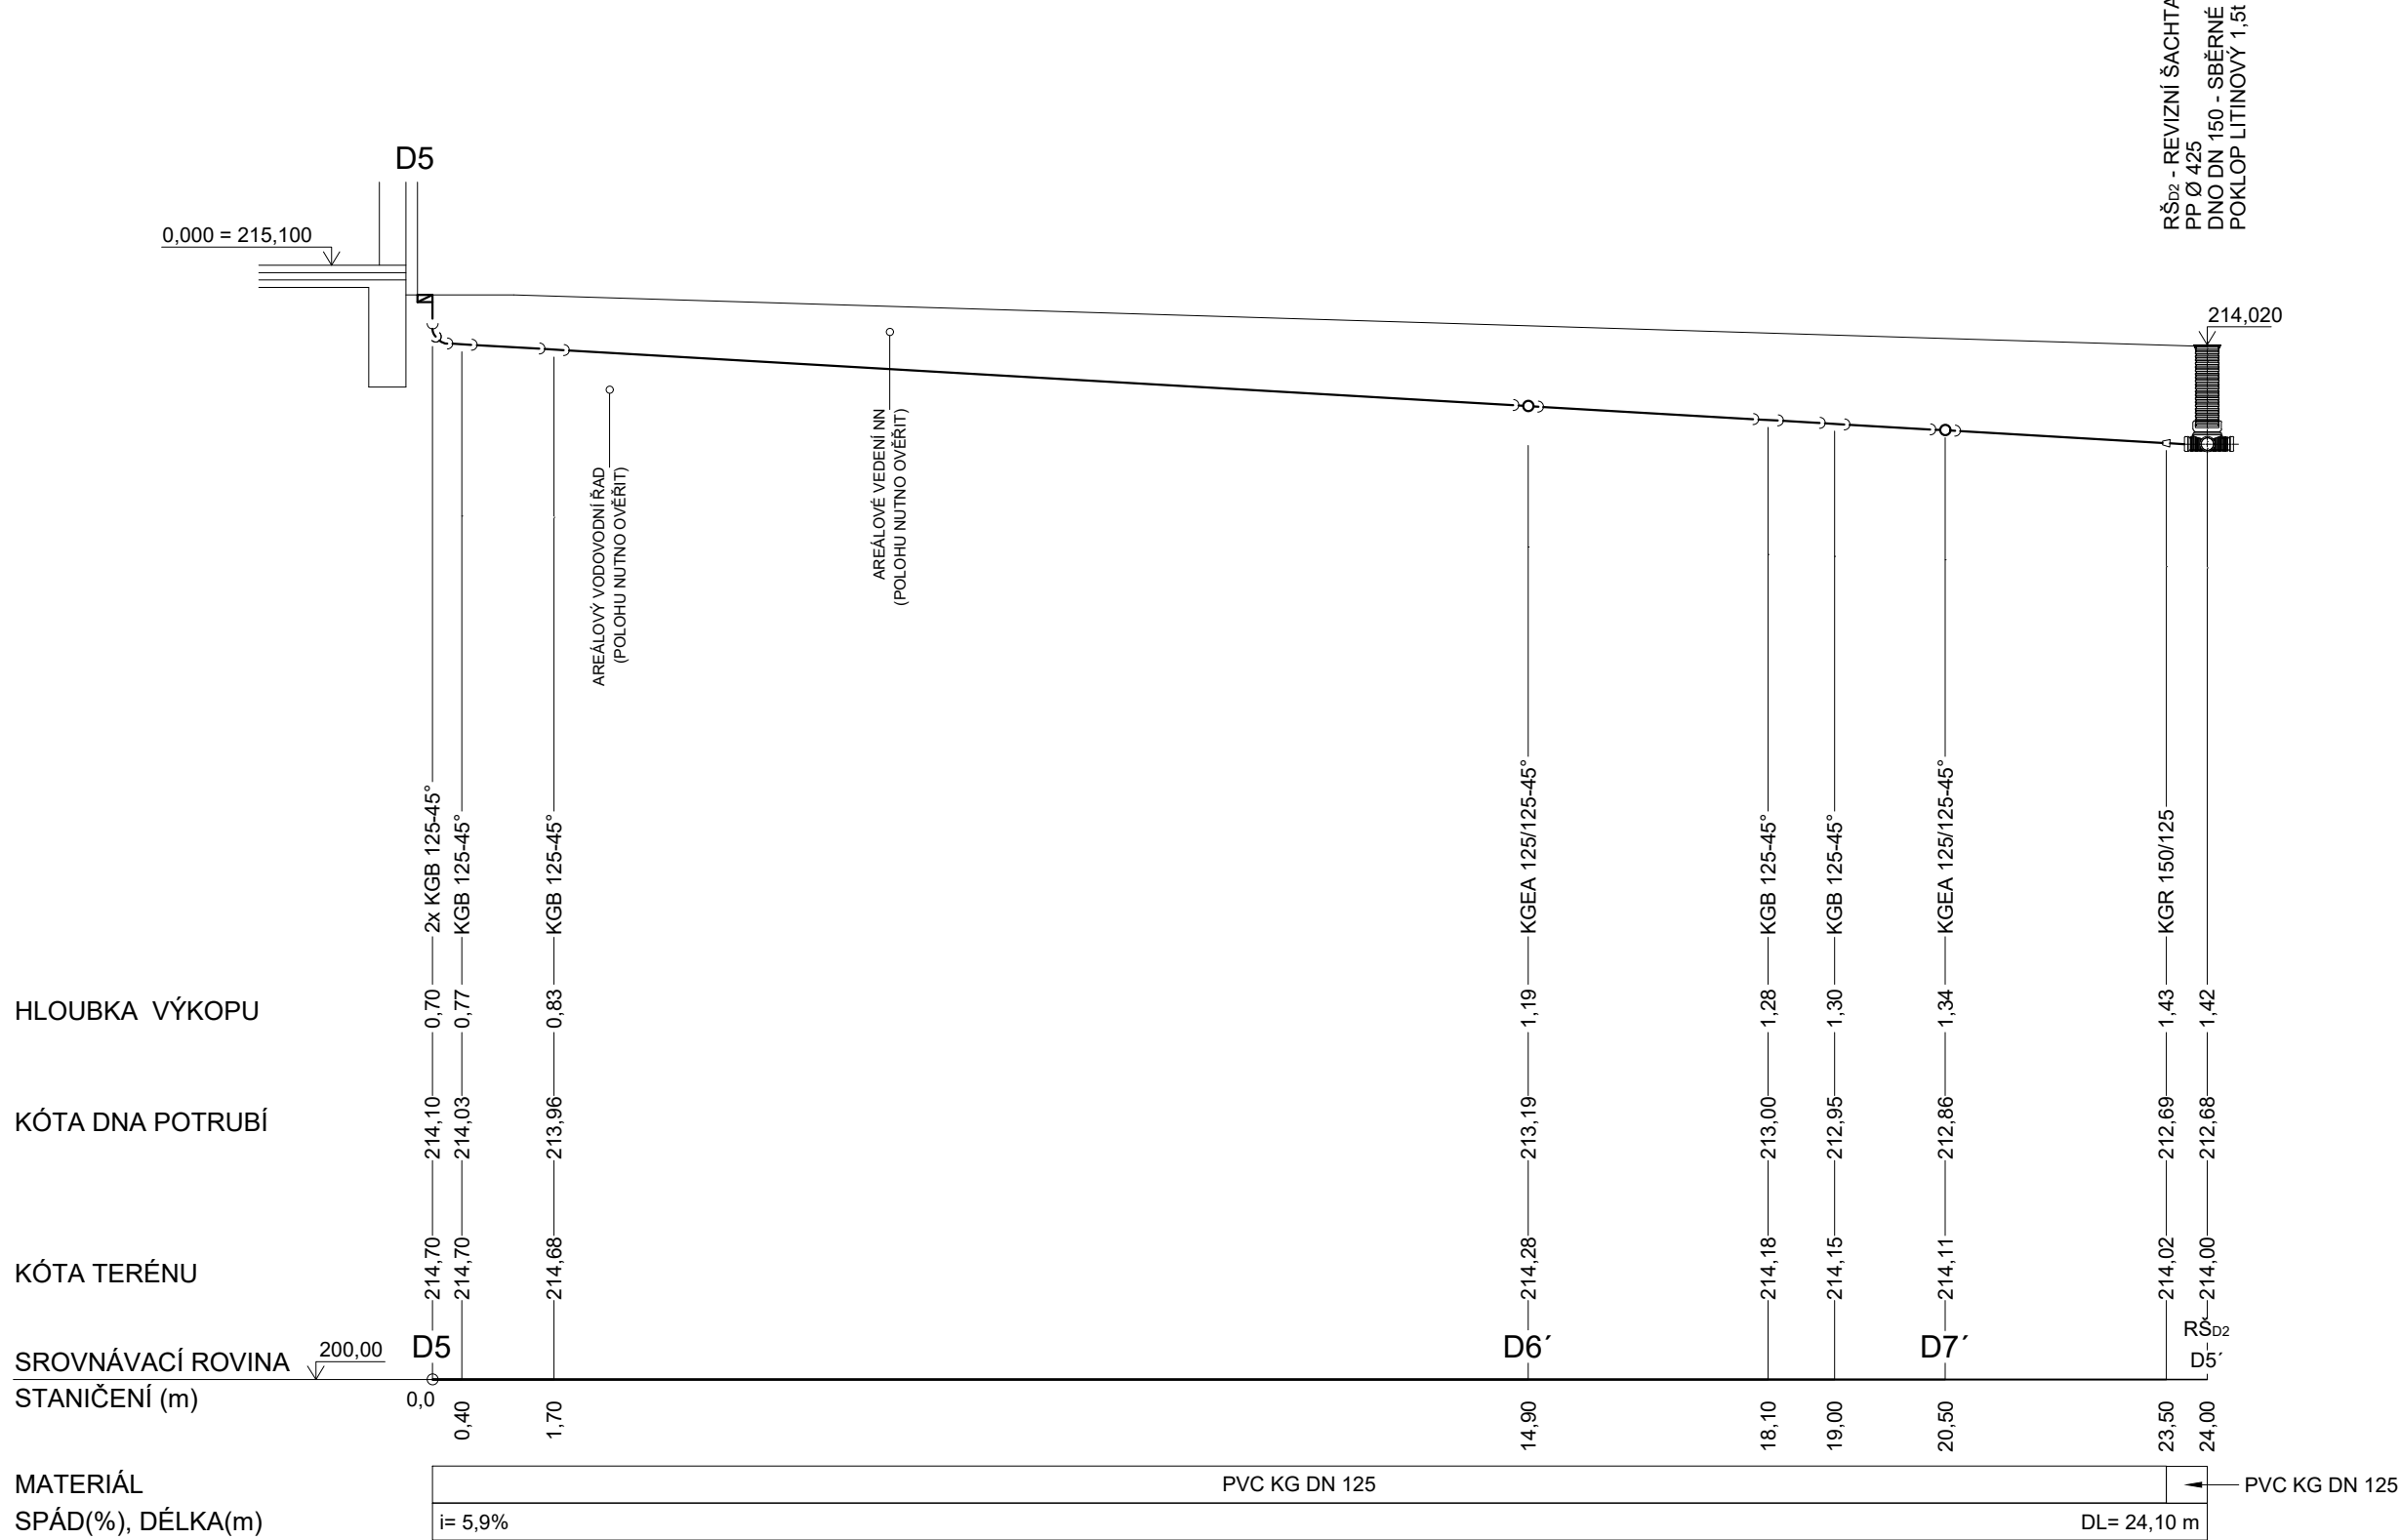 RŠD2 - REVIZNÍ ŠACHTA
PP Ø 425
DNO DN 150 - SBĚRNÉ
POKLOP LITINOVÝ 1,5t
D5
0,000 = 215,100
214,020
AREÁLOVÝ VODOVODNÍ ŘAD
(POLOHU NUTNO OVĚŘIT)
AREÁLOVÉ VEDENÍ NN
(POLOHU NUTNO OVĚŘIT)
2x KGB 125-45°
KGB 125-45°
KGB 125-45°
KGEA 125/125-45°
KGB 125-45°
KGB 125-45°
KGEA 125/125-45°
KGR 150/125
HLOUBKA VÝKOPU 0,70 0,77 0,83 1,19 1,28 1,30 1,34 1,43 1,42
KÓTA DNA POTRUBÍ 214,10 214,03 213,96 213,19 213,00 212,95 212,86 212,69 212,68
KÓTA TERÉNU 214,70 214,70 214,68 214,28 214,18 214,15 214,11 214,02 214,00
SROVNÁVACÍ ROVINA 200,00 D5 D6´ D7´ RŠD2
D5´
STANIČENÍ (m) 0,0 0,40 1,70 14,90 18,10 19,00 20,50 23,50 24,00
MATERIÁL PVC KG DN 125 PVC KG DN 125
SPÁD(%), DÉLKA(m) i= 5,9% DL= 24,10 m